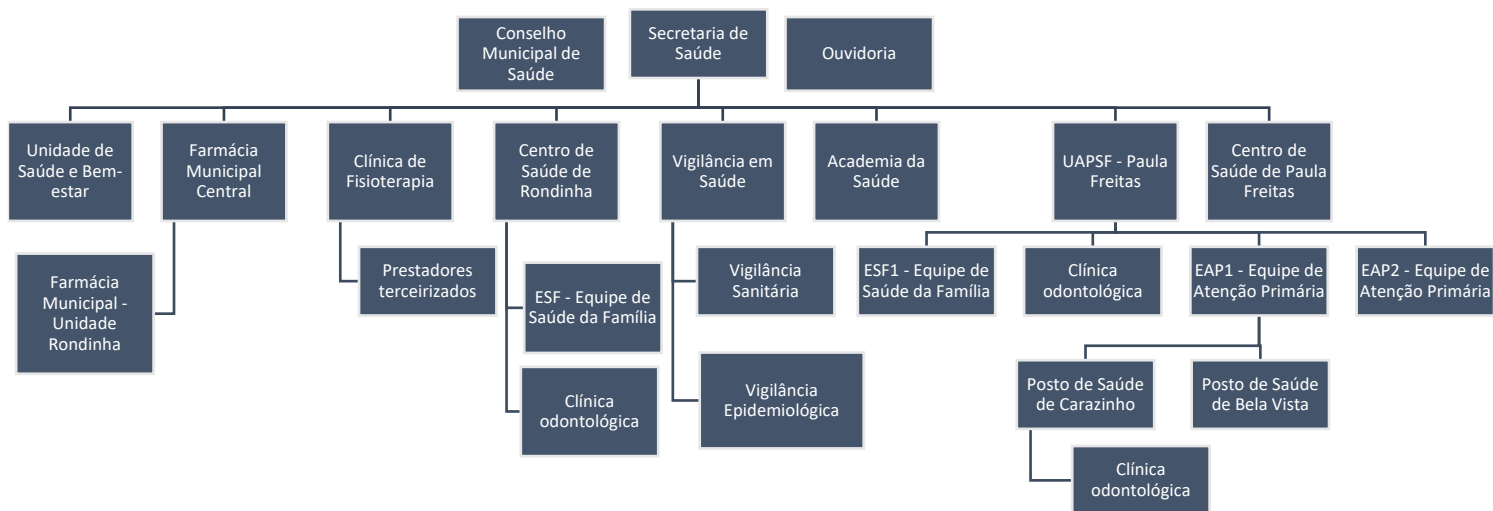 Conselho
Municipal de
Saúde
Secretaria de
Saúde
Ouvidoria
Unidade de
Saúde e Bem-
estar
Farmácia
Municipal
Central
Clínica de
Fisioterapia
Centro de
Saúde de
Rondinha
Vigilância em
Saúde
Academia da
Saúde
UAPSF - Paula
Freitas
Centro de
Saúde de Paula
Freitas
Farmácia
Municipal -
Unidade
Rondinha
Prestadores
terceirizados
ESF - Equipe de
Saúde da Família
Clínica
odontológica
Vigilância
Sanitária
Vigilância
Epidemiológica
ESF1 - Equipe de
Saúde da Família
Clínica
odontológica
EAP1 - Equipe de
Atenção Primária
EAP2 - Equipe de
Atenção Primária
Posto de Saúde
de Carazinho
Posto de Saúde
de Bela Vista
Clínica
odontológica